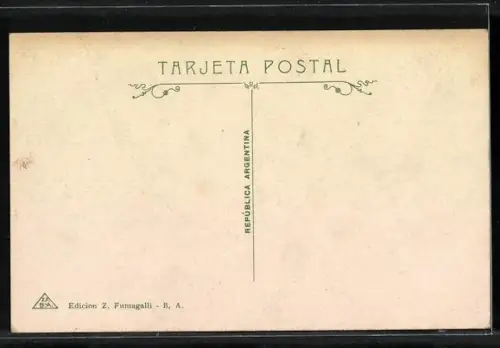 TARJETA POSTAL
REPÚBLICA ARGENTINA
Edicion Z. Fumagalli - B. A.